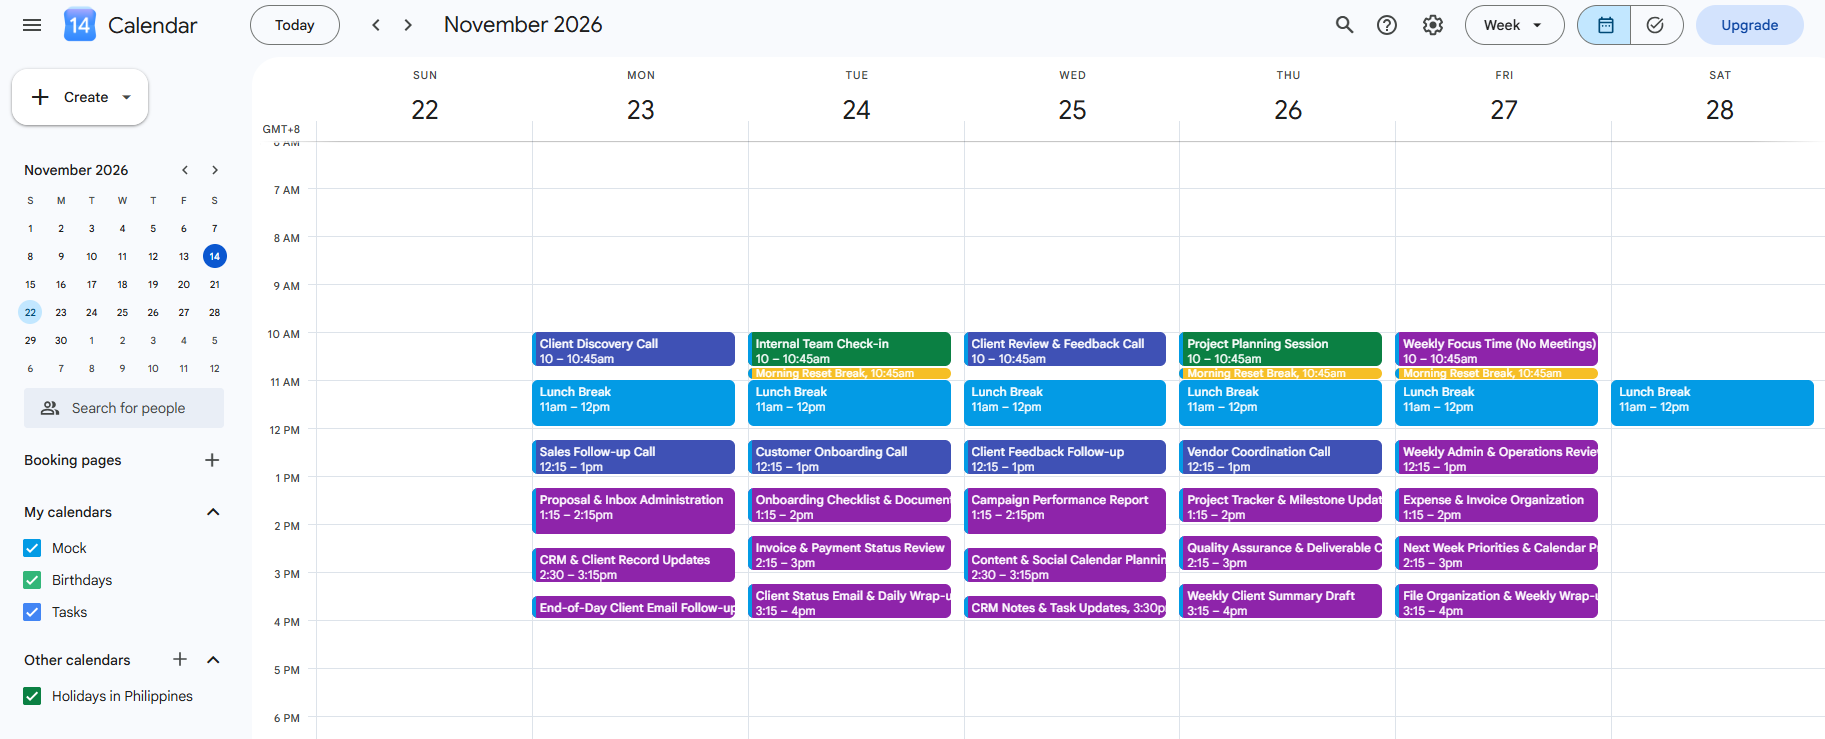 14 Calendar
Today
November 2026
Week
Upgrade
Create
November 2026
S M T W T F S
1 2 3 4 5 6 7
8 9 10 11 12 13 14
15 16 17 18 19 20 21
22 23 24 25 26 27 28
29 30 1 2 3 4 5
6 7 8 9 10 11 12
Search for people
Booking pages
My calendars
Mock
Birthdays
Tasks
Other calendars
Holidays in Philippines
GMT+8
SUN
22
MON
23
TUE
24
WED
25
THU
26
FRI
27
SAT
28
7 AM
8 AM
9 AM
10 AM
11 AM
12 PM
1 PM
2 PM
3 PM
4 PM
5 PM
6 PM
Client Discovery Call
10 – 10:45am
Lunch Break
11am – 12pm
Sales Follow-up Call
12:15 – 1pm
Proposal & Inbox Administration
1:15 – 2:15pm
CRM & Client Record Updates
2:30 – 3:15pm
End-of-Day Client Email Follow-up
Internal Team Check-in
10 – 10:45am
Morning Reset Break, 10:45am
Lunch Break
11am – 12pm
Customer Onboarding Call
12:15 – 1pm
Onboarding Checklist & Document
1:15 – 2pm
Invoice & Payment Status Review
2:15 – 3pm
Client Status Email & Daily Wrap-u
3:15 – 4pm
Client Review & Feedback Call
10 – 10:45am
Lunch Break
11am – 12pm
Client Feedback Follow-up
12:15 – 1pm
Campaign Performance Report
1:15 – 2:15pm
Content & Social Calendar Plannin
2:30 – 3:15pm
CRM Notes & Task Updates, 3:30p
Project Planning Session
10 – 10:45am
Morning Reset Break, 10:45am
Lunch Break
11am – 12pm
Vendor Coordination Call
12:15 – 1pm
Project Tracker & Milestone Updat
1:15 – 2pm
Quality Assurance & Deliverable C
2:15 – 3pm
Weekly Client Summary Draft
3:15 – 4pm
Weekly Focus Time (No Meetings)
10 – 10:45am
Morning Reset Break, 10:45am
Lunch Break
11am – 12pm
Weekly Admin & Operations Revie
12:15 – 1pm
Expense & Invoice Organization
1:15 – 2pm
Next Week Priorities & Calendar P
2:15 – 3pm
File Organization & Weekly Wrap-u
3:15 – 4pm
Lunch Break
11am – 12pm